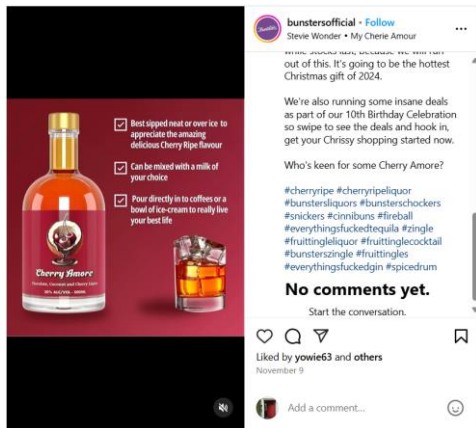 bunstersofficial • Follow
Stevie Wonder • My Cherie Amour
while stocks last, because we will run
out of this. It's going to be the hottest
Christmas gift of 2024.
We're also running some insane deals
as part of our 10th Birthday Celebration
so swipe to see the deals and hook in,
get your Chrissy shopping started now.
Who's keen for some Cherry Amore?
#cherryripe #cherryripeliquor
#bunstersliquors #bunsterschockers
#snickers #cinnibuns #fireball
#everythingsfuckedtequila #zingle
#fruittingleliquor #fruittinglecocktail
#bunsterszingle #fruittingles
#everythingsfuckedgin #spicedrum
No comments yet.
Start the conversation.
Liked by yowie63 and others
November 9
Add a comment...
Best sipped neat or over ice to
appreciate the amazing
delicious Cherry Ripe flavour
Can be mixed with a milk of
your choice
Pour directly in to coffees or a
bowl of ice-cream to really live
your best life
Cherry Amore
Chocolate, Coconut and Cherry